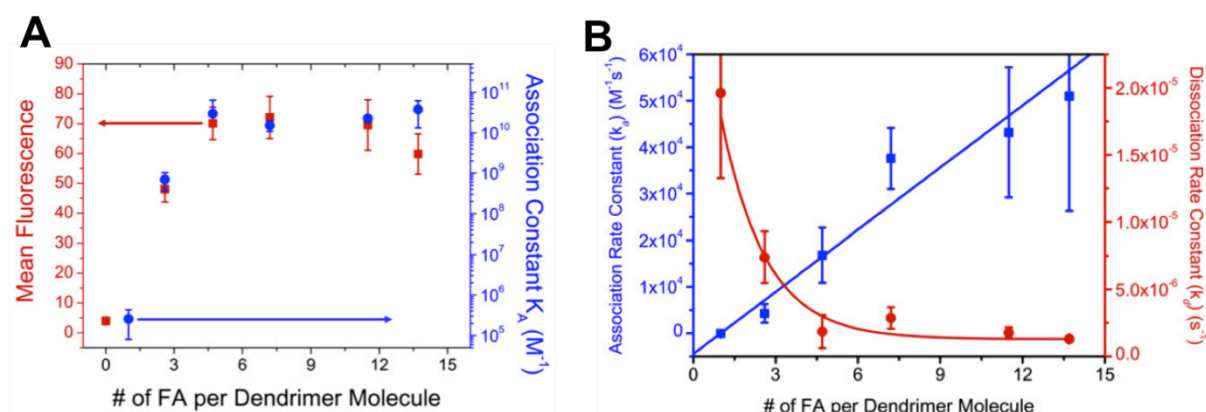 A
Mean Fluorescence
90
80
70
60
50
40
30
20
10
0
10¹¹
10¹⁰
10⁹
10⁸
10⁷
10⁶
10⁵
Association Constant K_A (M⁻¹)
0 3 6 9 12 15
# of FA per Dendrimer Molecule
B
Association Rate Constant (kₐ) (M⁻¹s⁻¹)
6x10⁴
5x10⁴
4x10⁴
3x10⁴
2x10⁴
1x10⁴
0
2.0x10⁻⁵
1.5x10⁻⁵
1.0x10⁻⁵
5.0x10⁻⁶
0.0
Dissociation Rate Constant (k_d) (s⁻¹)
0 3 6 9 12 15
# of FA per Dendrimer Molecule